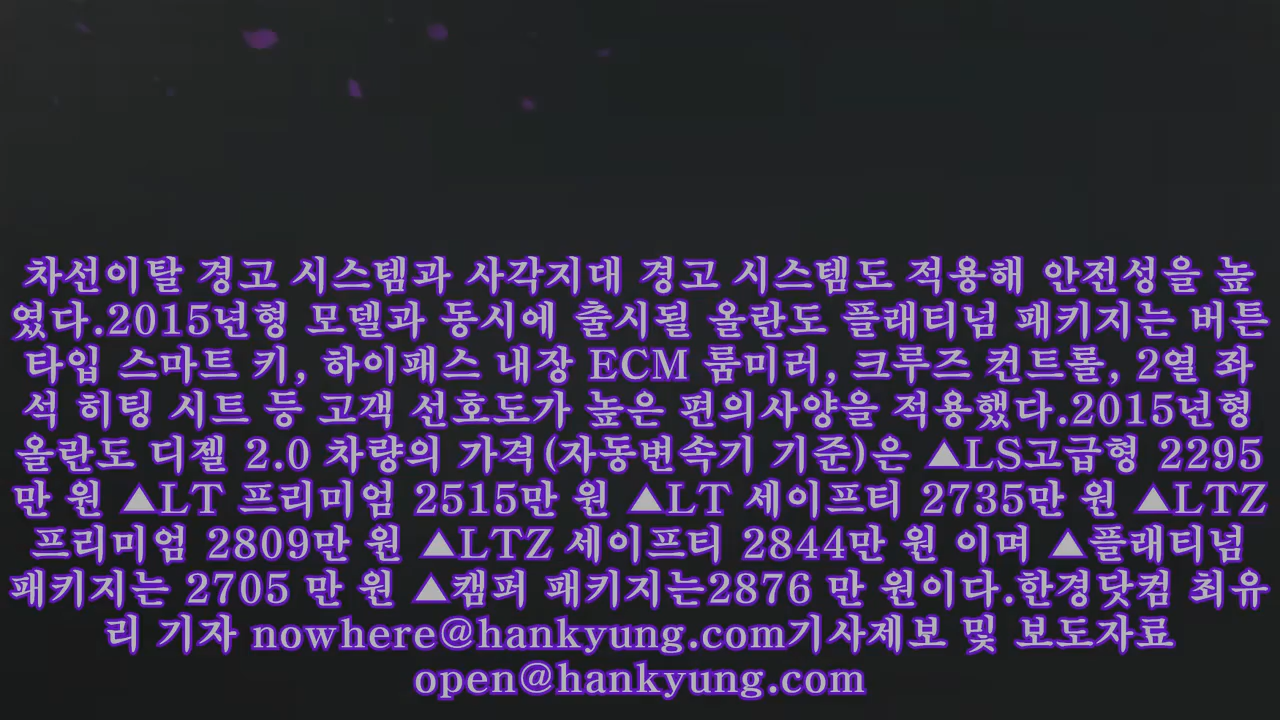 차선이탈 경고 시스템과 사각지대 경고 시스템도 적용해 안전성을 높
였다.2015년형 모델과 동시에 출시될 올란도 플래티넘 패키지는 버튼
타입 스마트 키, 하이패스 내장 ECM 룸미러, 크루즈 컨트롤, 2열 좌
석 히팅 시트 등 고객 선호도가 높은 편의사양을 적용했다.2015년형
올란도 디젤 2.0 차량의 가격(자동변속기 기준)은 ▲LS고급형 2295
만 원 ▲LT 프리미엄 2515만 원 ▲LT 세이프티 2735만 원 ▲LTZ
프리미엄 2809만 원 ▲LTZ 세이프티 2844만 원 이며 ▲플래티넘
패키지는 2705 만 원 ▲캠퍼 패키지는2876 만 원이다.한경닷컴 최유
리 기자 nowhere@hankyung.com기사제보 및 보도자료
open@hankyung.com